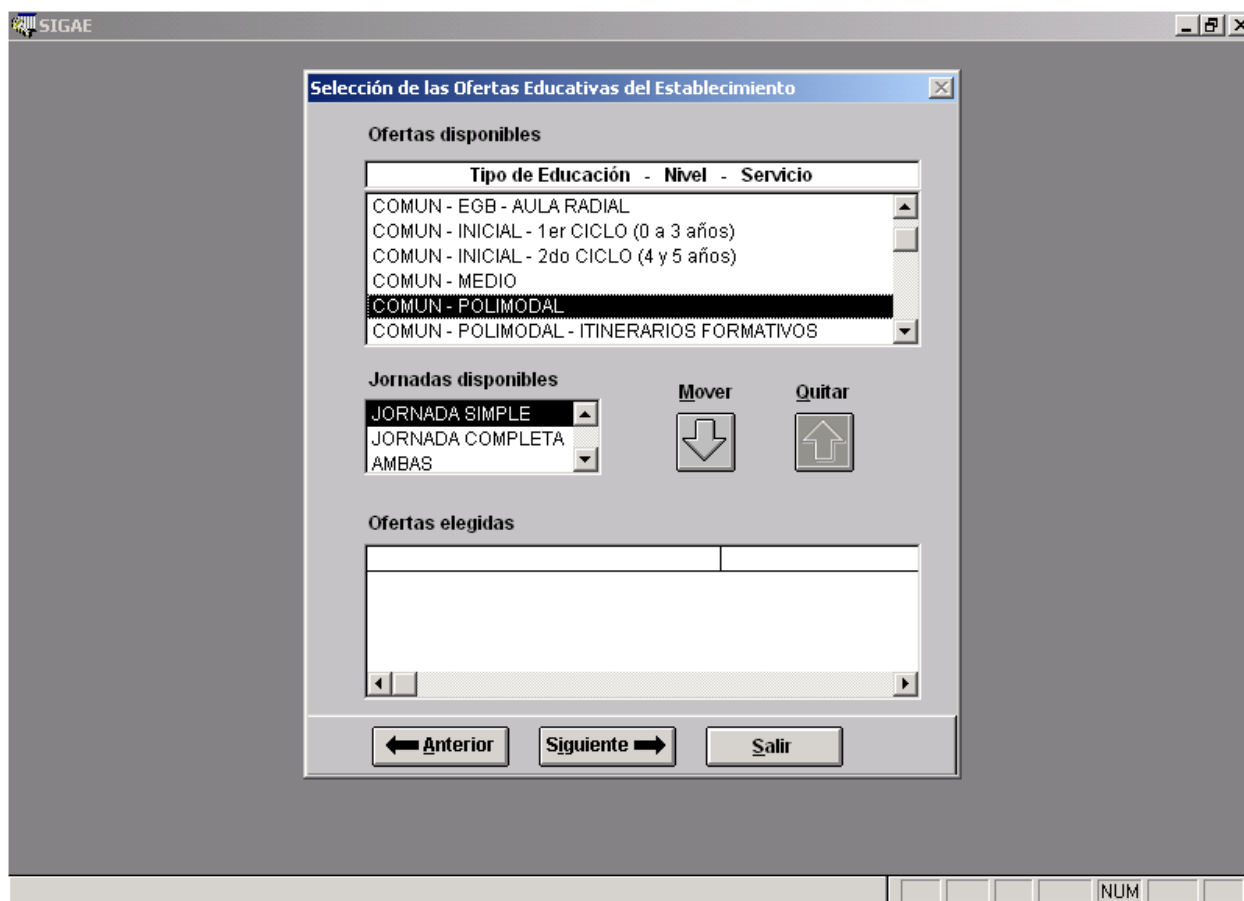 SIGAE
Selección de las Ofertas Educativas del Establecimiento
Ofertas disponibles
Tipo de Educación - Nivel - Servicio
COMUN - EGB - AULA RADIAL
COMUN - INICIAL - 1er CICLO (0 a 3 años)
COMUN - INICIAL - 2do CICLO (4 y 5 años)
COMUN - MEDIO
COMUN - POLIMODAL
COMUN - POLIMODAL - ITINERARIOS FORMATIVOS
Jornadas disponibles
Mover Quitar
JORNADA SIMPLE
JORNADA COMPLETA
AMBAS
Ofertas elegidas
Anterior Siguiente Salir
NUM